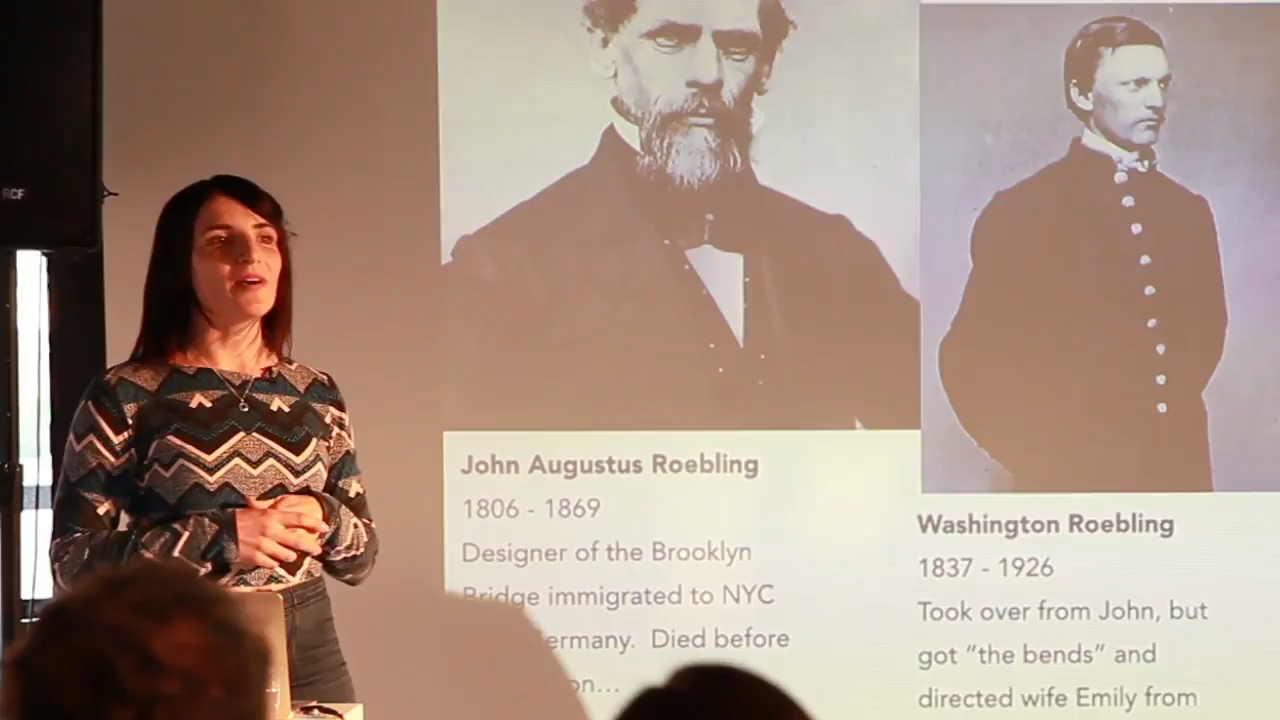 RCF
John Augustus Roebling
1806 - 1869
Designer of the Brooklyn
Bridge immigrated to NYC
Died before
Washington Roebling
1837 - 1926
Took over from John, but
got “the bends” and
directed wife Emily from